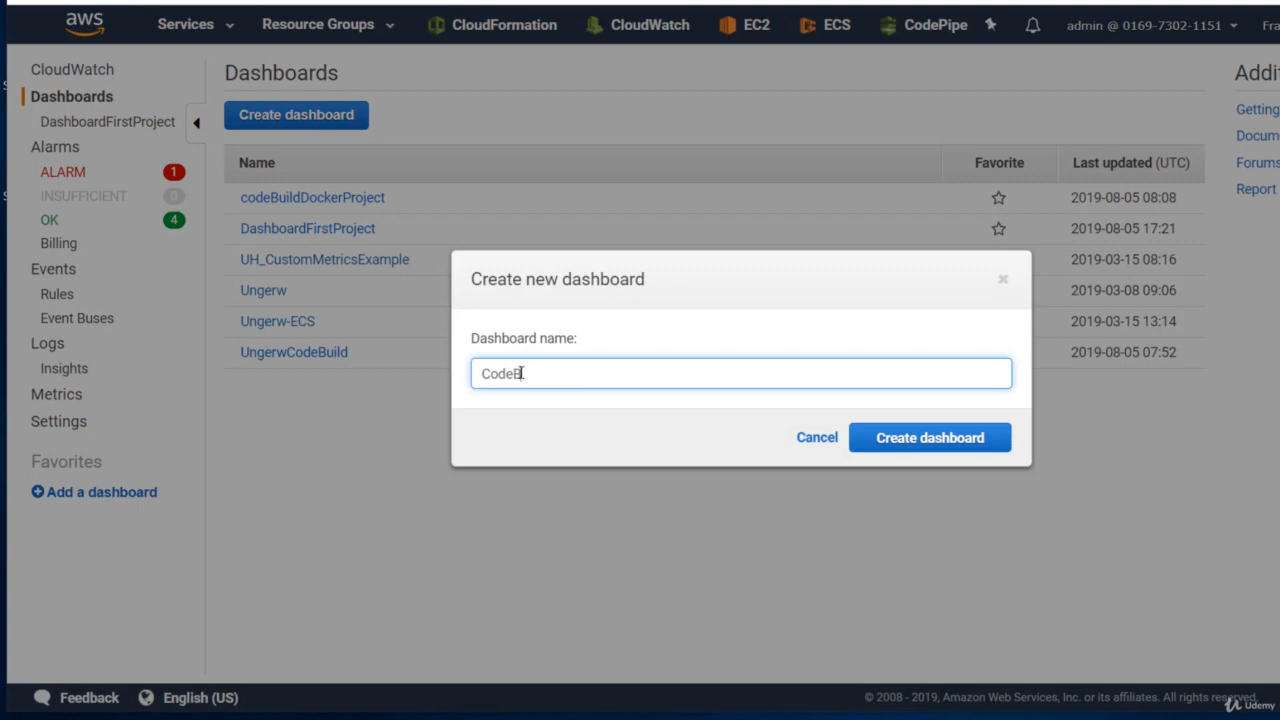 aws Services Resource Groups CloudFormation CloudWatch EC2 ECS CodePipe admin @ 0169-7302-1151 Fra
CloudWatch
Dashboards
DashboardFirstProject
Alarms
ALARM 1
INSUFFICIENT 0
OK 4
Billing
Events
Rules
Event Buses
Logs
Insights
Metrics
Settings
Favorites
Add a dashboard
Dashboards
Create dashboard
Name Favorite Last updated (UTC)
codeBuildDockerProject 2019-08-05 08:08
DashboardFirstProject 2019-08-05 17:21
UH_CustomMetricsExample 2019-03-15 08:16
Ungerw 2019-03-08 09:06
Ungerw-ECS 2019-03-15 13:14
UngerwCodeBuild 2019-08-05 07:52
Create new dashboard
Dashboard name:
CodeB
Cancel Create dashboard
Addi
Getting
Docum
Forums
Report
Feedback English (US) © 2008 - 2019, Amazon Web Services, Inc. or its affiliates. All rights reserved.
Udemy